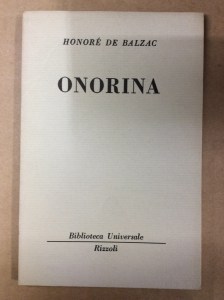 HONORÉ DE BALZAC
ONORINA
Biblioteca Universale
Rizzoli